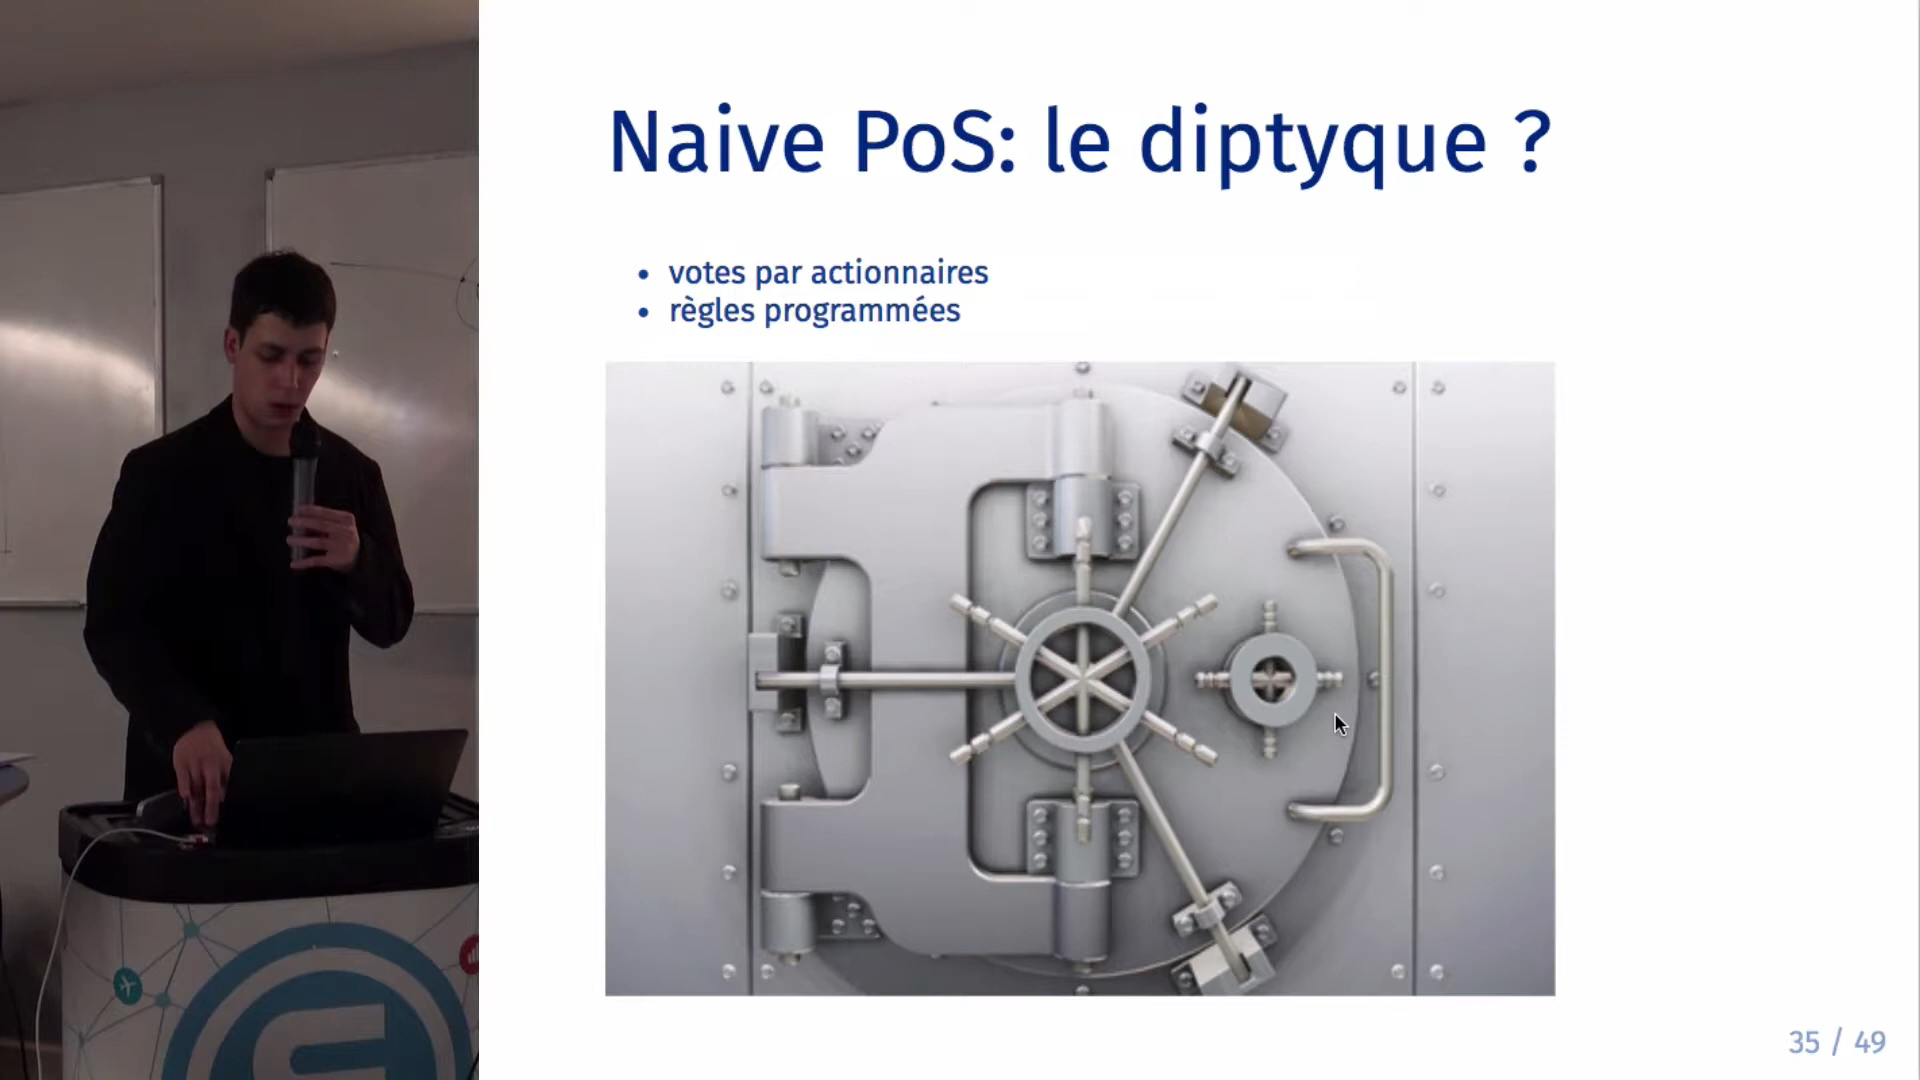 Naive PoS: le diptyque ?
votes par actionnaires
règles programmées
35 / 49